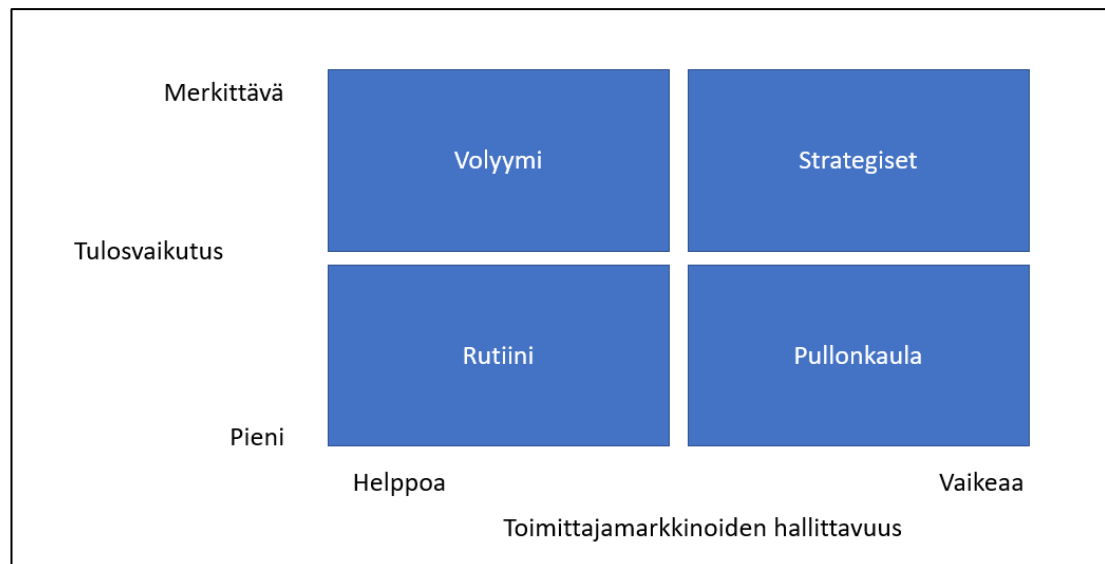 Merkittävä
Volyymi
Strategiset
Tulosvaikutus
Rutiini
Pullonkaula
Pieni
Helppoa
Vaikeaa
Toimittajamarkkinoiden hallittavuus